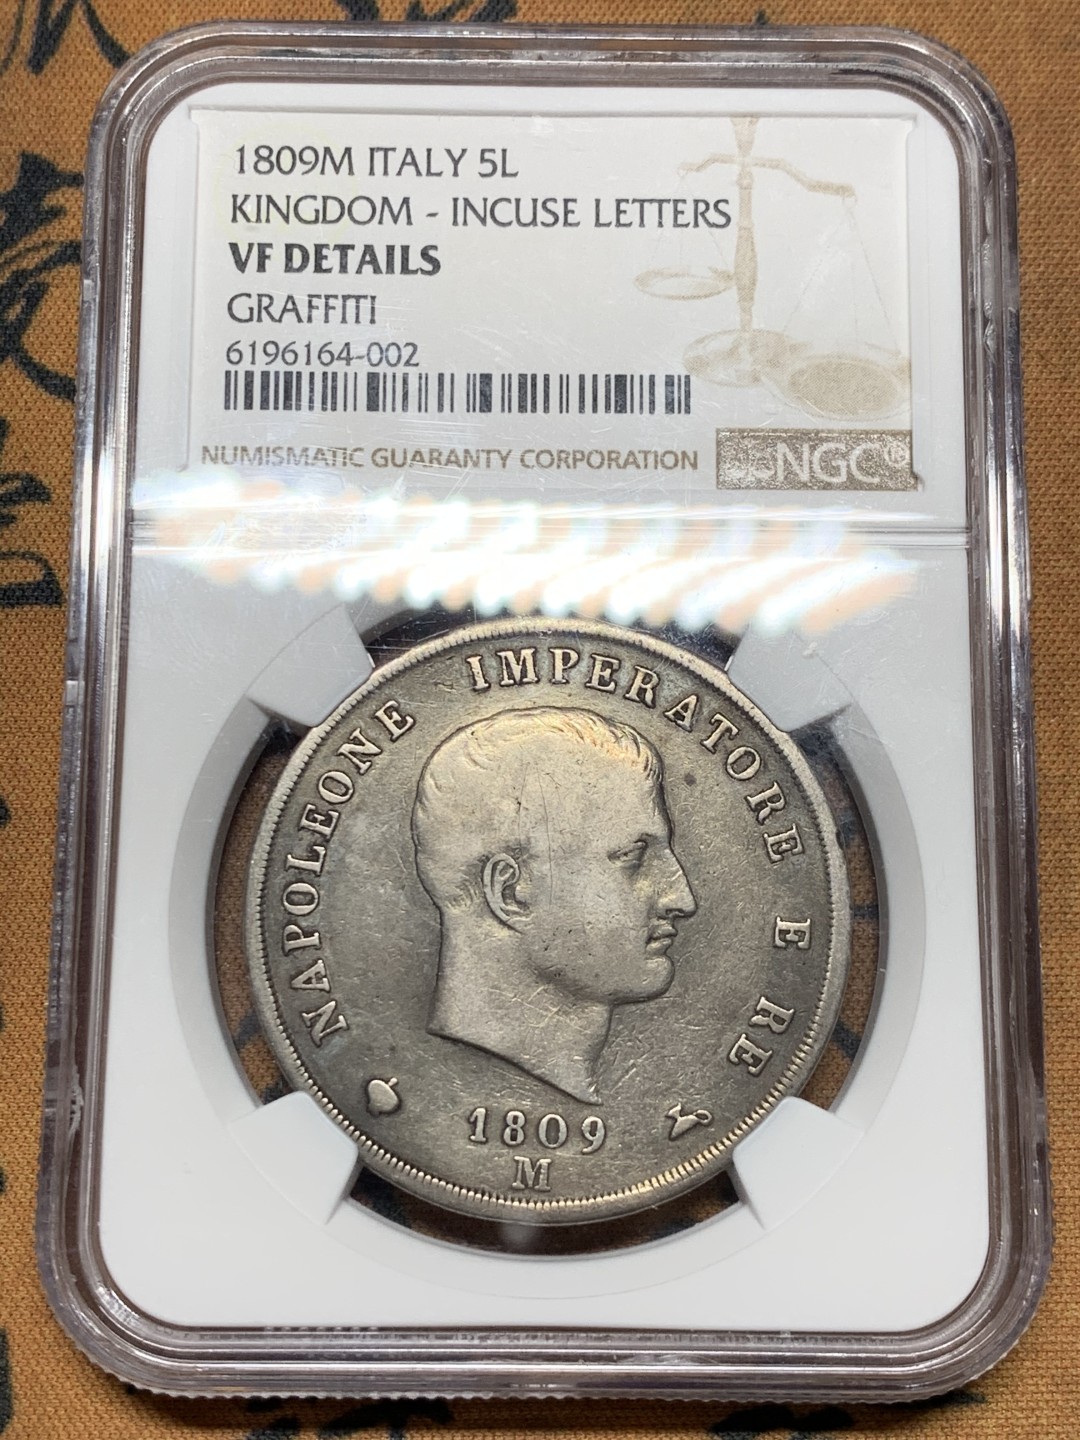 1809M ITALY 5L
KINGDOM - INCUSE LETTERS
VF DETAILS
GRAFFITI
6196164-002
NUMISMATIC GUARANTY CORPORATION
NGC®
NAPOLEONE IMPERATORE E RE
1809
M